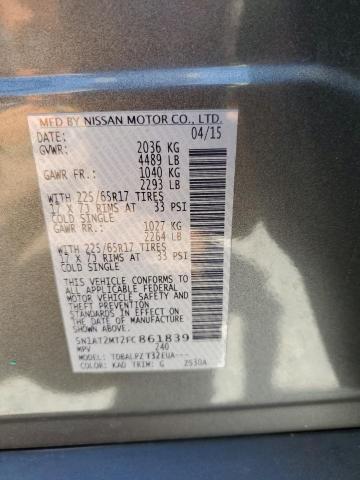 MFD BY NISSAN MOTOR CO., LTD.
DATE: 04/15
GVWR: 2036 KG
4489 LB
GAWR FR.: 1040 KG
2293 LB
WITH 225/65R17 TIRES
17 X 7J RIMS AT 33 PSI
COLD SINGLE
GAWR RR.: 1027 KG
2264 LB
WITH 225/65R17 TIRES
17 X 7J RIMS AT 33 PSI
COLD SINGLE
THIS VEHICLE CONFORMS TO ALL
APPLICABLE FEDERAL
MOTOR VEHICLE SAFETY AND
THEFT PREVENTION
STANDARDS IN EFFECT ON THE
DATE OF MANUFACTURE
SHOWN ABOVE.
5N1AT2MT2FC861839
MPV 240
MODEL: TDBALPZ T32EUA---
COLOR: KAD TRIM: G 2530A